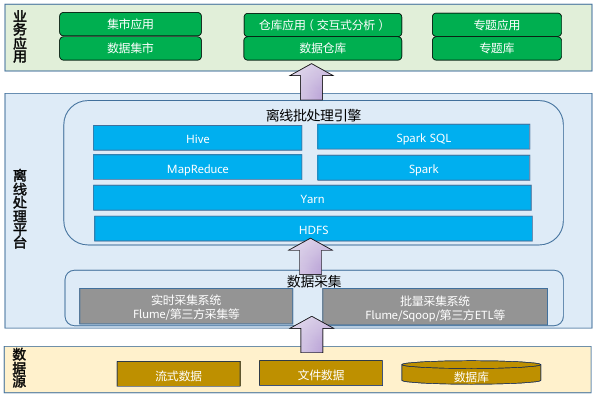 业务应用
集市应用
仓库应用（交互式分析）
专题应用
数据集市
数据仓库
专题库
离线处理平台
离线批处理引擎
Hive
Spark SQL
MapReduce
Spark
Yarn
HDFS
数据采集
实时采集系统
Flume/第三方采集等
批量采集系统
Flume/Sqoop/第三方ETL等
数据源
流式数据
文件数据
数据库